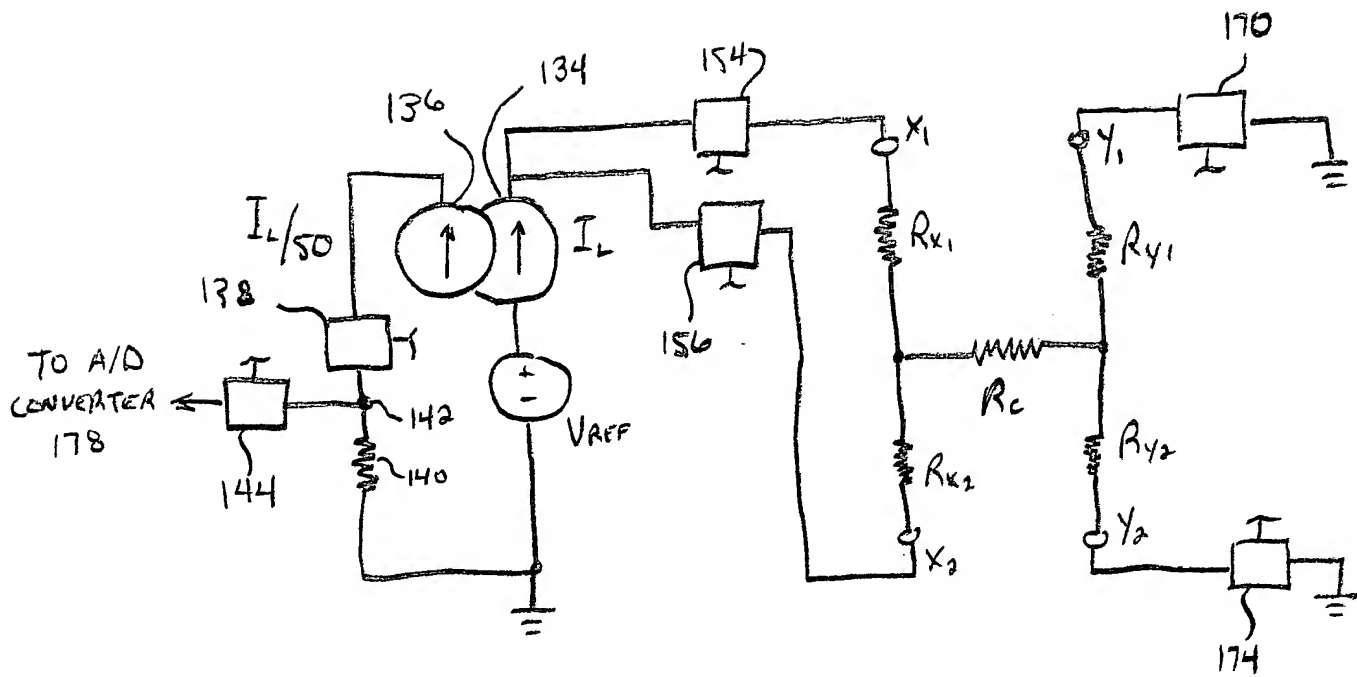 170
154
134
136
X₁
Y₁
I_L/50
I_L
R_X₁
R_Y1
138
156
TO A/D
CONVERTER
178
142
+
-
V_REF
R_C
144
140
R_X₂
R_Y2
X₂
Y₂
174